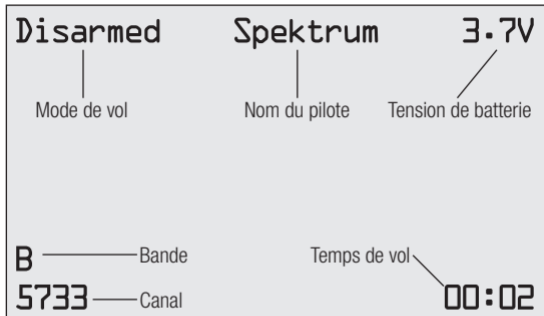 Disarmed Spektrum 3.7V
Mode de vol Nom du pilote Tension de batterie
B Bande Temps de vol
5733 Canal 00:02